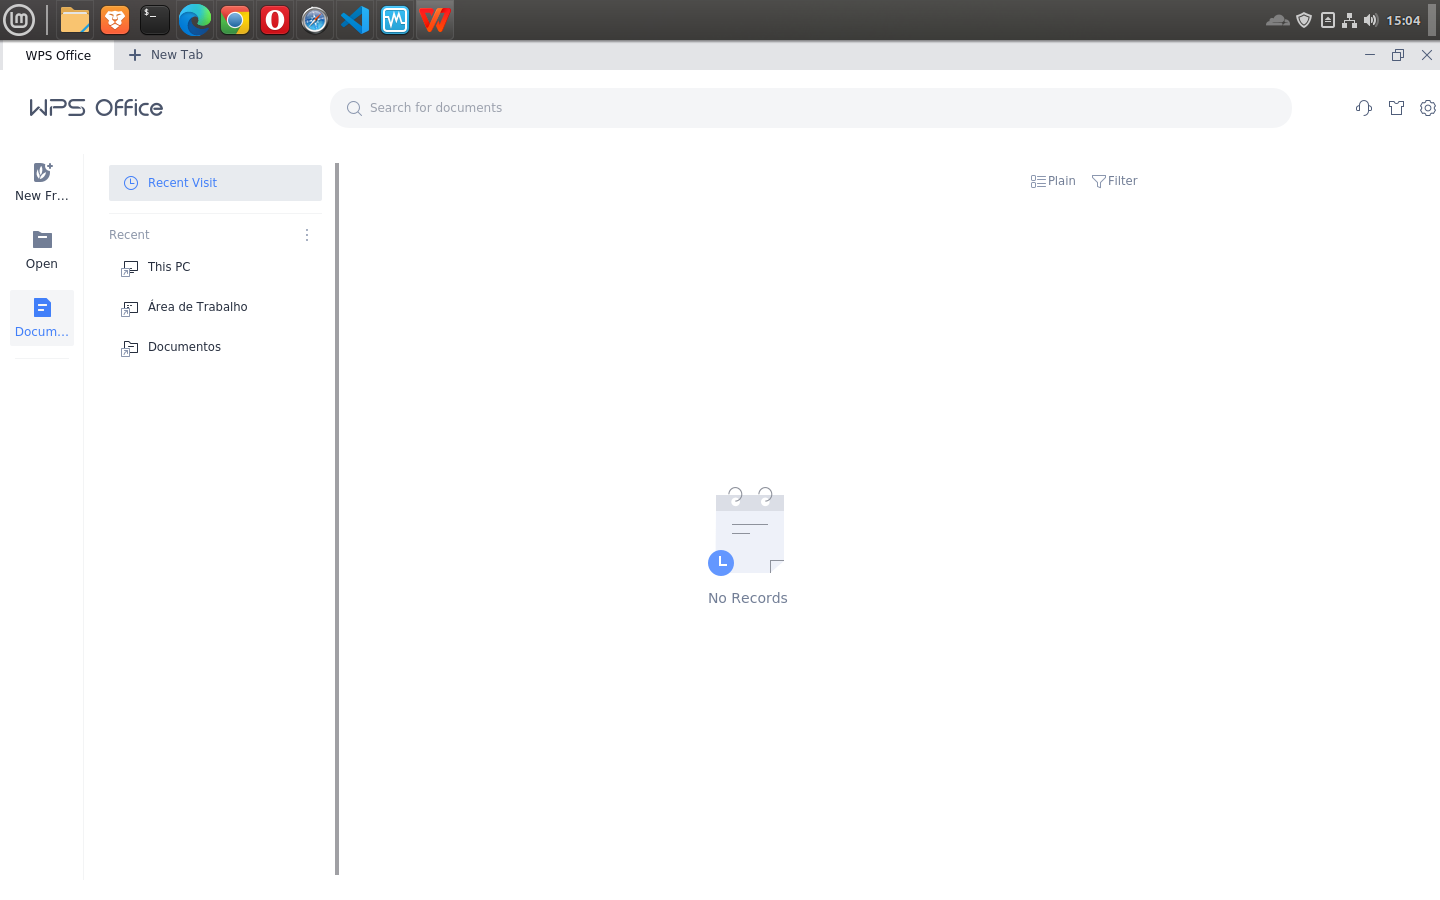 15:04
WPS Office
New Tab
WPS Office
Search for documents
New Fr...
Open
Docum...
Recent Visit
Recent
This PC
Área de Trabalho
Documentos
Plain
Filter
No Records